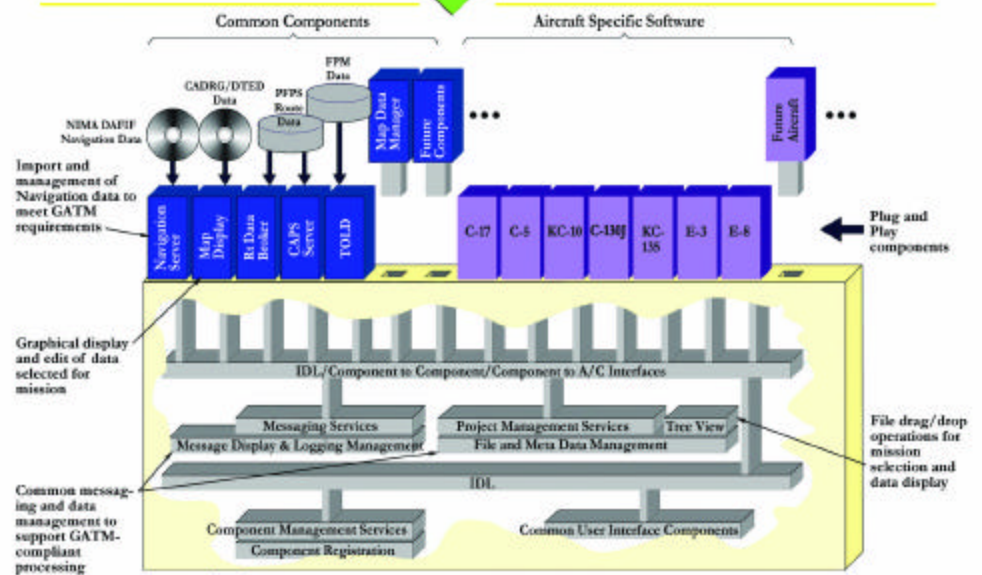 Common Components
Aircraft Specific Software
FPM
Data
CADRG/DTED
Data
PFPS
Route
Data
NIMA DAFIF
Navigation Data
Map Data
Manager
Future
Components
•••
Future
Aircraft
•••
Import and
management of
Navigation data to
meet GATM
requirements
Navigation
Server
Map
Display
Rt Data
Broker
CAPS
Server
TOLD
C-17
C-5
KC-10
C-130J
KC-
135
E-3
E-8
Plug and
Play
components
Graphical display
and edit of data
selected for
mission
IDL/Component to Component/Component to A/C Interfaces
Messaging Services
Message Display & Logging Management
Project Management Services
Tree View
File and Meta Data Management
File drag/drop
operations for
mission
selection and
data display
IDL
Common messag-
ing and data
management to
support GATM-
compliant
processing
Component Management Services
Component Registration
Common User Interface Components